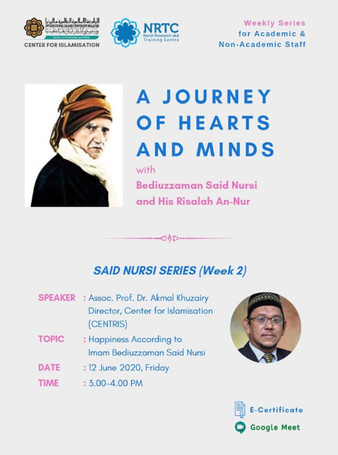 CENTER FOR ISLAMISATION
NRTC
Nursi Research and
Training Centre
Weekly Series
for Academic &
Non-Academic Staff
A JOURNEY
OF HEARTS
AND MINDS
with
Bediuzzaman Said Nursi
and His Risalah An-Nur
SAID NURSI SERIES (Week 2)
SPEAKER : Assoc. Prof. Dr. Akmal Khuzairy
Director, Center for Islamisation
(CENTRIS)
TOPIC : Happiness According to
Imam Bediuzzaman Said Nursi
DATE : 12 June 2020, Friday
TIME : 3.00-4.00 PM
E-Certificate
Google Meet